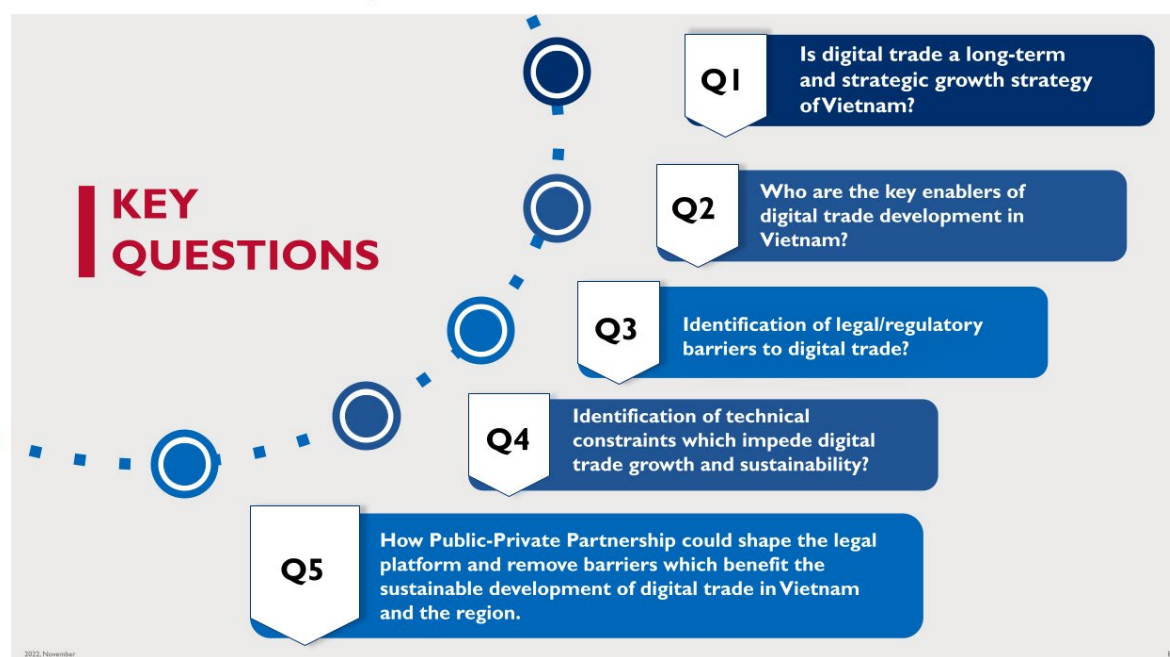 KEY
QUESTIONS
Q1
Is digital trade a long-term
and strategic growth strategy
of Vietnam?
Q2
Who are the key enablers of
digital trade development in
Vietnam?
Q3
Identification of legal/regulatory
barriers to digital trade?
Q4
Identification of technical
constraints which impede digital
trade growth and sustainability?
Q5
How Public-Private Partnership could shape the legal
platform and remove barriers which benefit the
sustainable development of digital trade in Vietnam
and the region.
2022, November